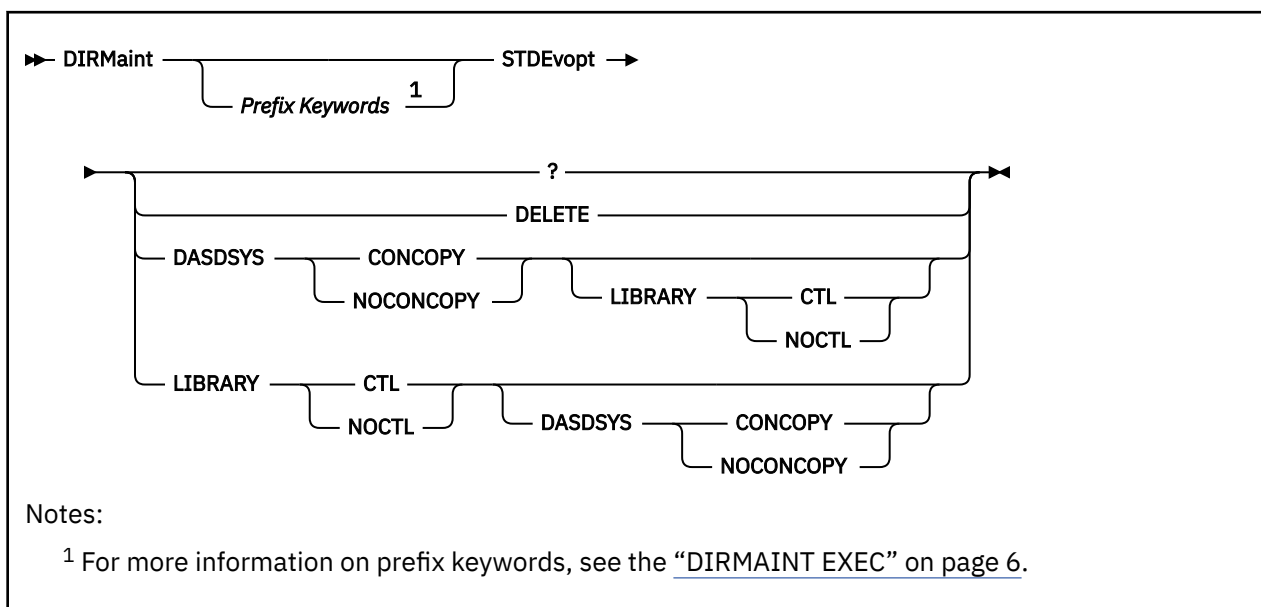 DIRMaint STDEvopt
Prefix Keywords 1
?
DELETE
DASDSYS CONCOPY
NOCONCOPY LIBRARY CTL
NOCTL
LIBRARY CTL
NOCTL DASDSYS CONCOPY
NOCONCOPY
Notes:
1 For more information on prefix keywords, see the “DIRMAINT EXEC” on page 6.